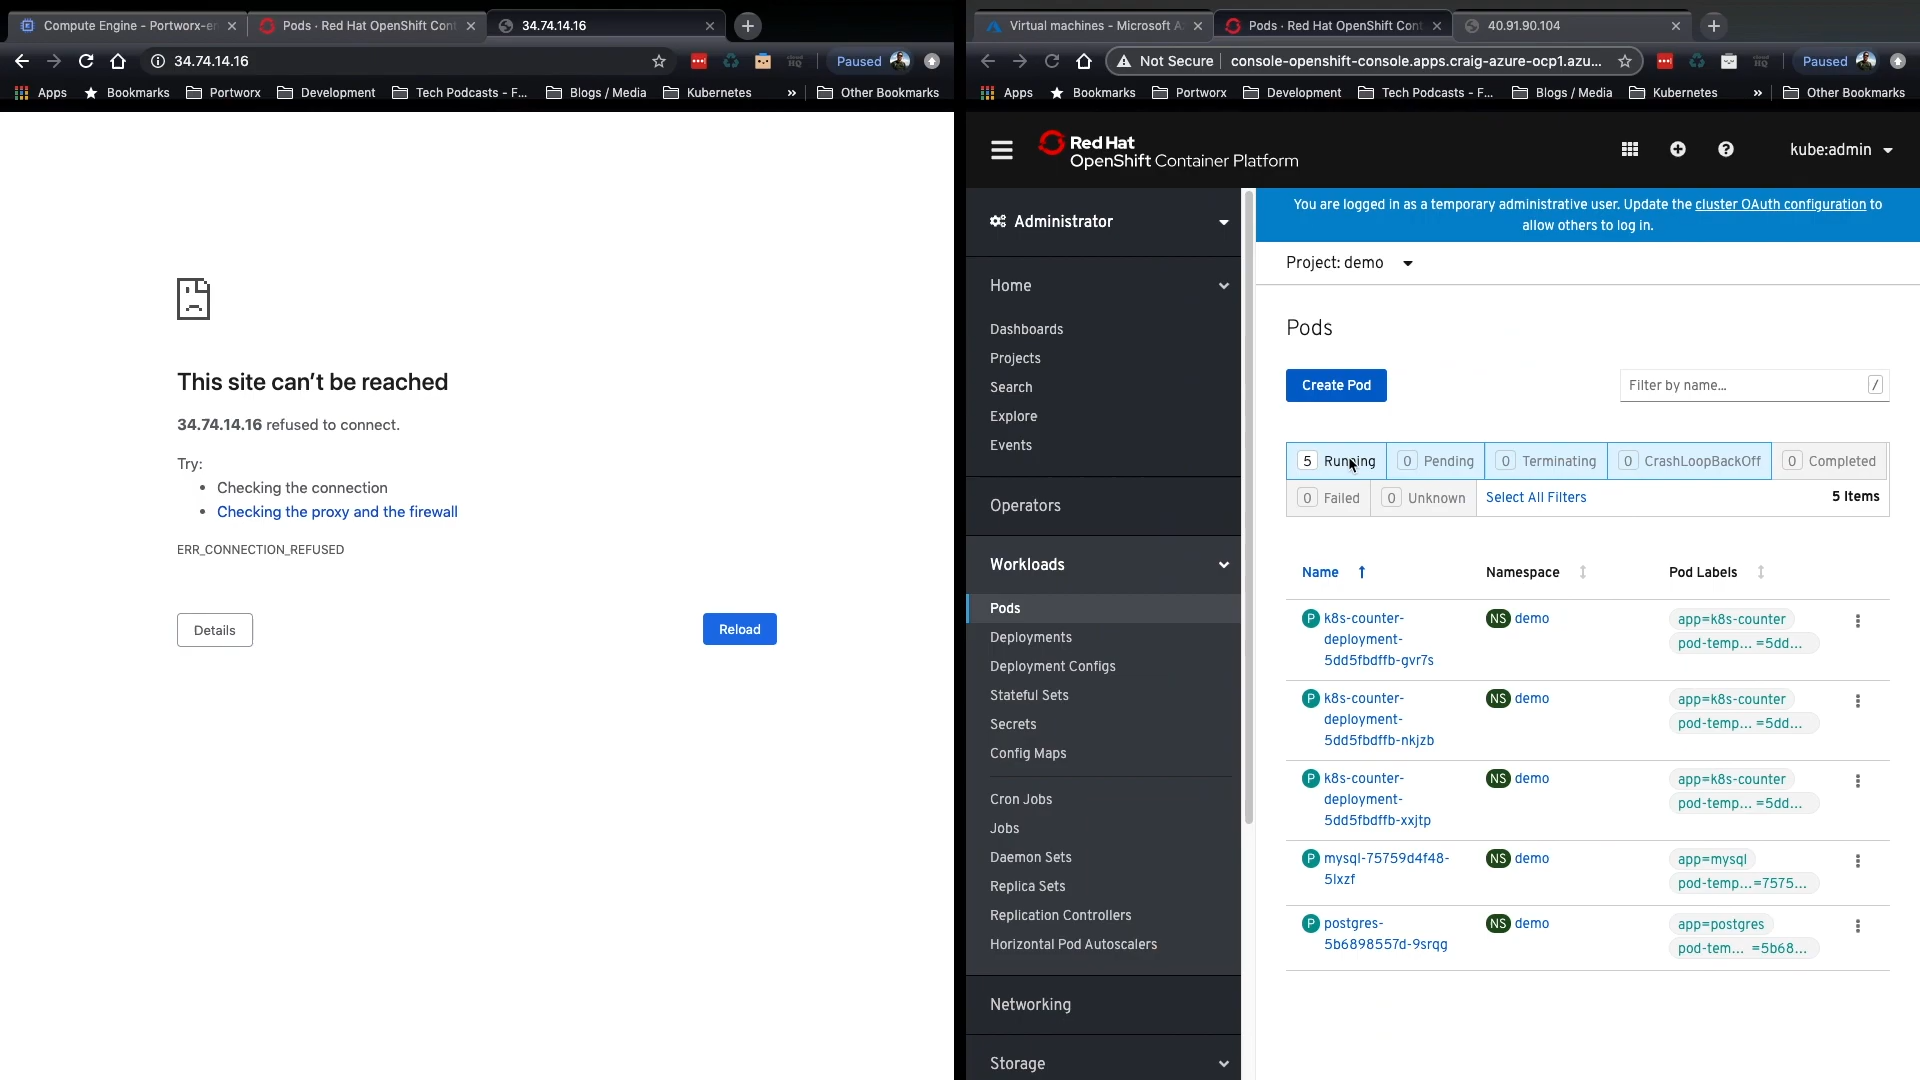 Compute Engine - Portworx-en
Pods · Red Hat OpenShift Cont
34.74.14.16
34.74.14.16
Paused
Apps
Bookmarks
Portworx
Development
Tech Podcasts - F...
Blogs / Media
Kubernetes
»
Other Bookmarks
This site can't be reached
34.74.14.16 refused to connect.
Try:
• Checking the connection
• Checking the proxy and the firewall
ERR_CONNECTION_REFUSED
Details
Reload
Virtual machines - Microsoft A
Pods · Red Hat OpenShift Cont
40.91.90.104
Not Secure
console-openshift-console.apps.craig-azure-ocp1.azu...
Paused
Apps
Bookmarks
Portworx
Development
Tech Podcasts - F...
Blogs / Media
Kubernetes
»
Other Bookmarks
Red Hat
OpenShift Container Platform
kube:admin
Administrator
Home
Dashboards
Projects
Search
Explore
Events
Operators
Workloads
Pods
Deployments
Deployment Configs
Stateful Sets
Secrets
Config Maps
Cron Jobs
Jobs
Daemon Sets
Replica Sets
Replication Controllers
Horizontal Pod Autoscalers
Networking
Storage
You are logged in as a temporary administrative user. Update the cluster OAuth configuration to
allow others to log in.
Project: demo
Pods
Create Pod
Filter by name...
/
5 Running
0 Pending
0 Terminating
0 CrashLoopBackOff
0 Completed
0 Failed
0 Unknown
Select All Filters
5 Items
Name
Namespace
Pod Labels
P k8s-counter-
deployment-
5dd5fbdffb-gvr7s
NS demo
app=k8s-counter
pod-temp... =5dd...
P k8s-counter-
deployment-
5dd5fbdffb-nkjzb
NS demo
app=k8s-counter
pod-temp... =5dd...
P k8s-counter-
deployment-
5dd5fbdffb-xxjtp
NS demo
app=k8s-counter
pod-temp... =5dd...
P mysql-75759d4f48-
5lxzf
NS demo
app=mysql
pod-temp...=7575...
P postgres-
5b6898557d-9srqg
NS demo
app=postgres
pod-tem... =5b68...